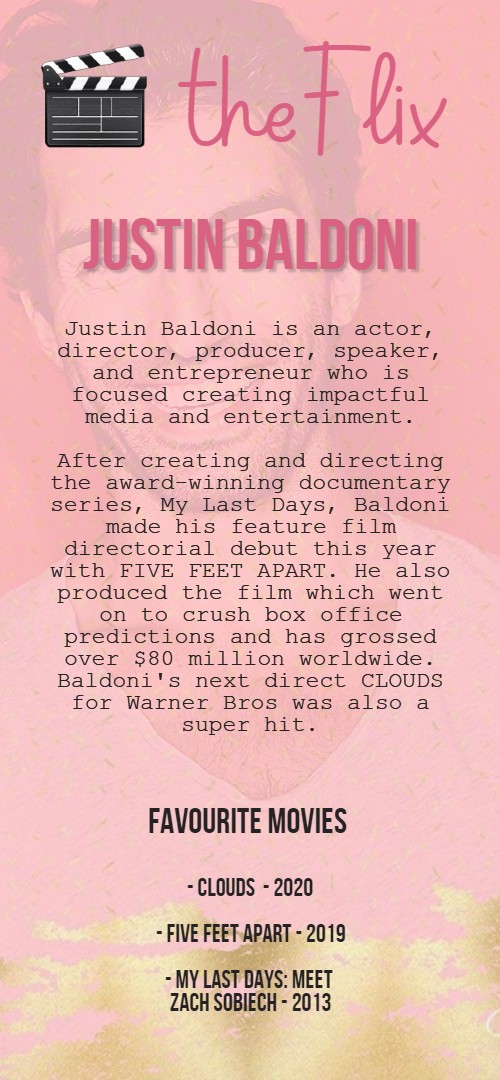 theFlix
JUSTIN BALDONI
Justin Baldoni is an actor,
director, producer, speaker,
and entrepreneur who is
focused creating impactful
media and entertainment.
After creating and directing
the award-winning documentary
series, My Last Days, Baldoni
made his feature film
directorial debut this year
with FIVE FEET APART. He also
produced the film which went
on to crush box office
predictions and has grossed
over $80 million worldwide.
Baldoni's next direct CLOUDS
for Warner Bros was also a
super hit.
FAVOURITE MOVIES
- CLOUDS - 2020
- FIVE FEET APART - 2019
- MY LAST DAYS: MEET
ZACH SOBIECH - 2013